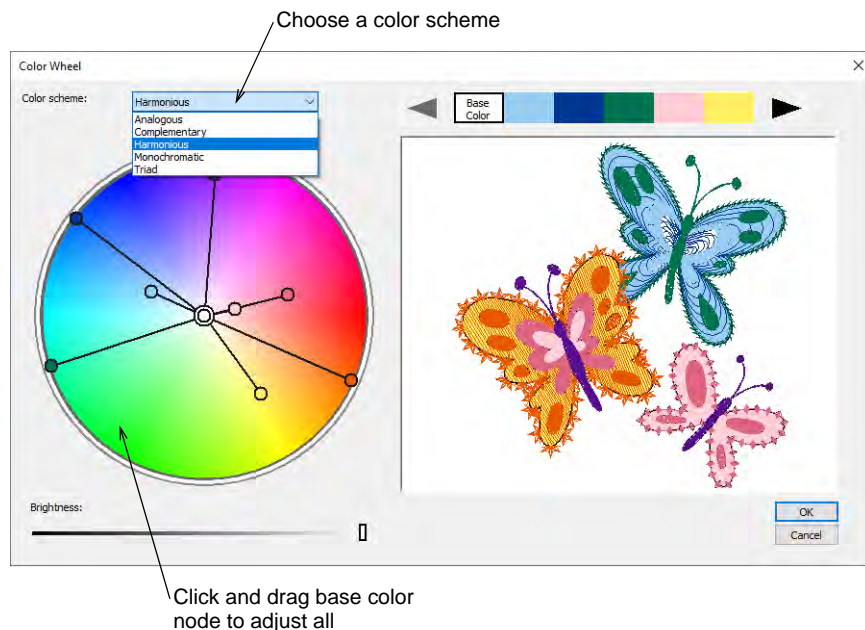 Choose a color scheme
Color Wheel
Color scheme:
Harmonious
Analogous
Complementary
Harmonious
Monochromatic
Triad
Base
Color
Brightness:
OK
Cancel
Click and drag base color
node to adjust all